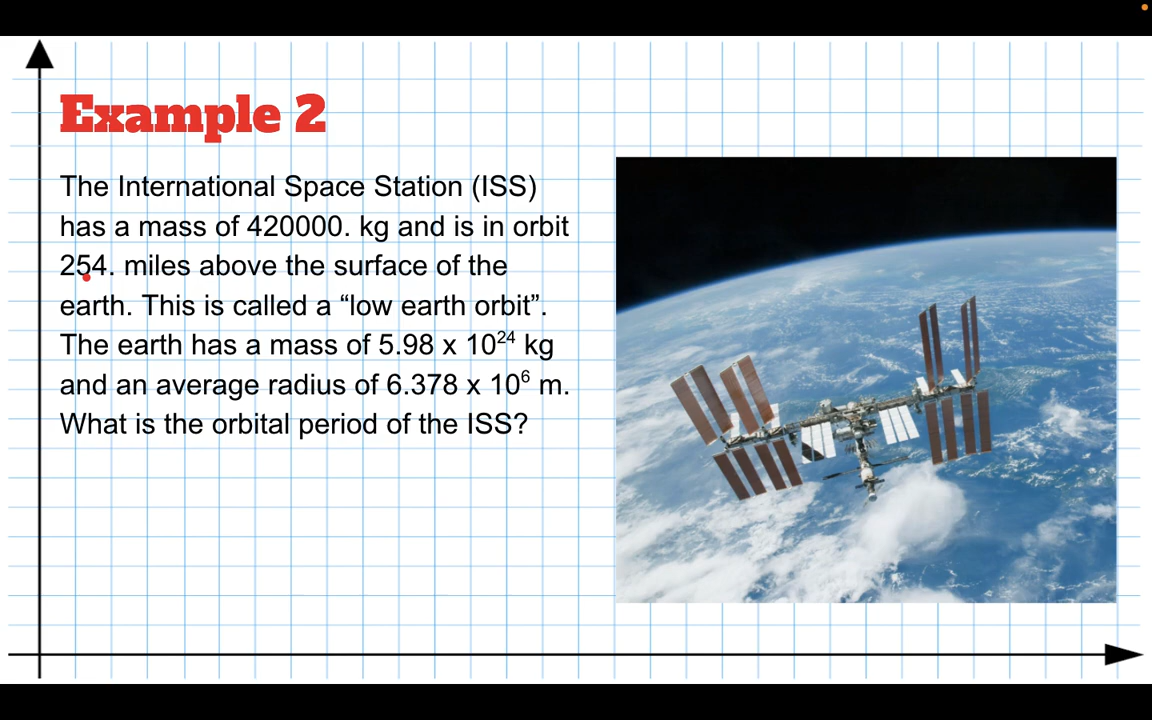 Example 2
The International Space Station (ISS)
has a mass of 420000. kg and is in orbit
254. miles above the surface of the
earth. This is called a “low earth orbit”.
The earth has a mass of 5.98 x 10²⁴ kg
and an average radius of 6.378 x 10⁶ m.
What is the orbital period of the ISS?